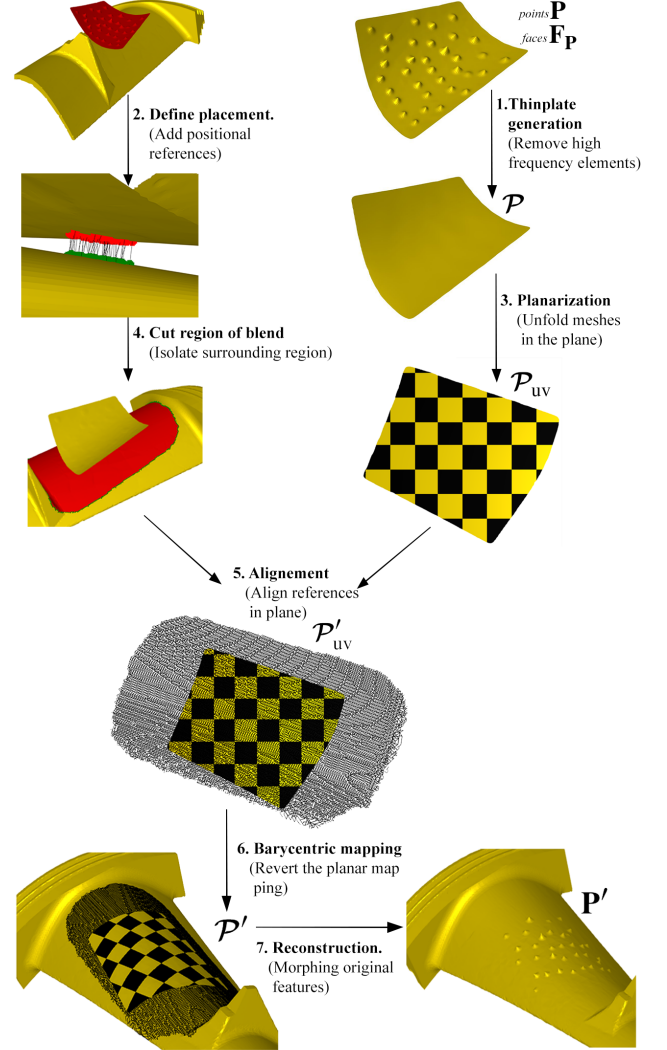 points P
faces F_P
2. Define placement.
(Add positional
references)
1.Thinplate
generation
(Remove high
frequency elements)
𝒫
3. Planarization
(Unfold meshes
in the plane)
4. Cut region of blend
(Isolate surrounding region)
𝒫uv
5. Alignement
(Align references
in plane)
𝒫′uv
6. Barycentric mapping
(Revert the planar map
ping)
𝒫′
P′
7. Reconstruction.
(Morphing original
features)